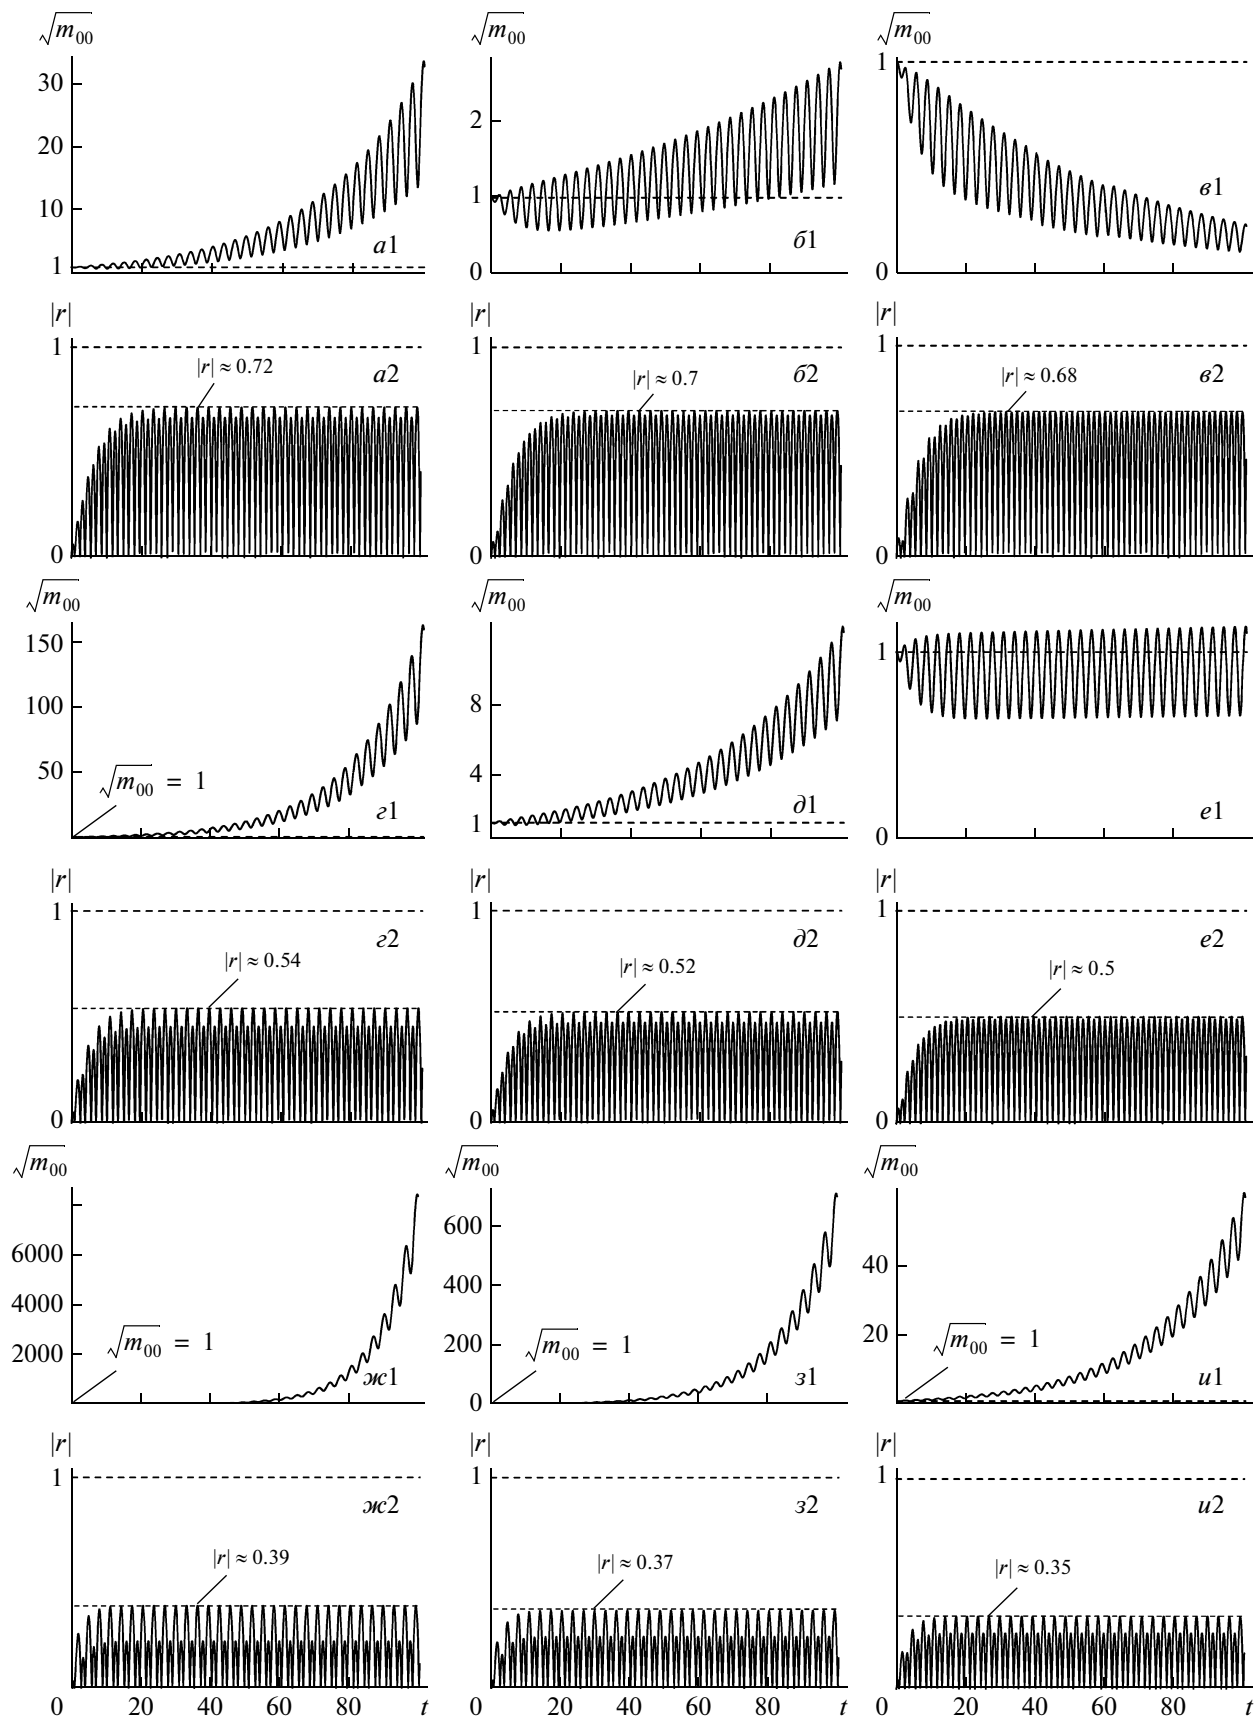 √m₀₀ √m₀₀ √m₀₀
30 20 10 1 а1
2 1 0 б1
1 0 в1
|r| |r| |r|
1 |r| ≈ 0.72 а2 0
1 |r| ≈ 0.7 б2 0
1 |r| ≈ 0.68 в2 0
√m₀₀ √m₀₀ √m₀₀
150 100 50 √m₀₀ = 1 г1
8 4 1 д1
1 0 е1
|r| |r| |r|
1 |r| ≈ 0.54 г2 0
1 |r| ≈ 0.52 д2 0
1 |r| ≈ 0.5 е2 0
√m₀₀ √m₀₀ √m₀₀
6000 4000 2000 √m₀₀ = 1 ж1
600 400 200 0 √m₀₀ = 1 з1
40 20 √m₀₀ = 1 и1
|r| |r| |r|
1 ж2 1 з2 1 и2
|r| ≈ 0.39 |r| ≈ 0.37 |r| ≈ 0.35
0 20 40 60 80 t 0 20 40 60 80 t 0 20 40 60 80 t